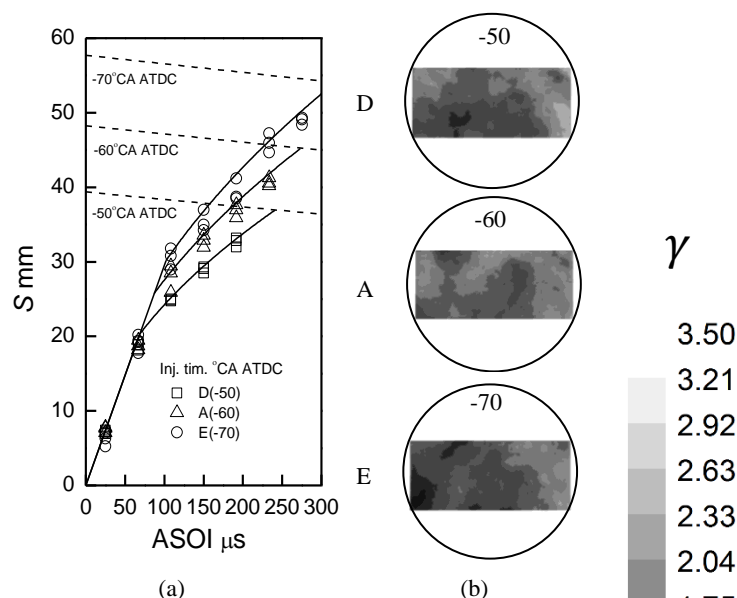 60
50
40
30
20
10
0
S mm
-70°CA ATDC
-60°CA ATDC
-50°CA ATDC
Inj. tim. °CA ATDC
D(-50)
A(-60)
E(-70)
0 50 100 150 200 250 300
ASOI μs
(a)
D
-50
A
-60
E
-70
(b)
γ
3.50
3.21
2.92
2.63
2.33
2.04